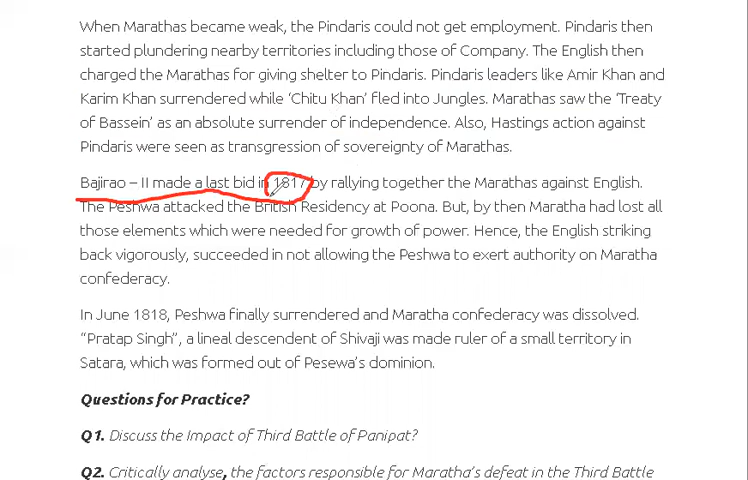 When Marathas became weak, the Pindaris could not get employment. Pindaris then
started plundering nearby territories including those of Company. The English then
charged the Marathas for giving shelter to Pindaris. Pindaris leaders like Amir Khan and
Karim Khan surrendered while ‘Chitu Khan’ fled into Jungles. Marathas saw the ‘Treaty
of Bassein’ as an absolute surrender of independence. Also, Hastings action against
Pindaris were seen as transgression of sovereignty of Marathas.
Bajirao – II made a last bid in 1817 by rallying together the Marathas against English.
The Peshwa attacked the British Residency at Poona. But, by then Maratha had lost all
those elements which were needed for growth of power. Hence, the English striking
back vigorously, succeeded in not allowing the Peshwa to exert authority on Maratha
confederacy.
In June 1818, Peshwa finally surrendered and Maratha confederacy was dissolved.
“Pratap Singh”, a lineal descendent of Shivaji was made ruler of a small territory in
Satara, which was formed out of Pesewa’s dominion.
Questions for Practice?
Q1. Discuss the Impact of Third Battle of Panipat?
Q2. Critically analyse, the factors responsible for Maratha’s defeat in the Third Battle